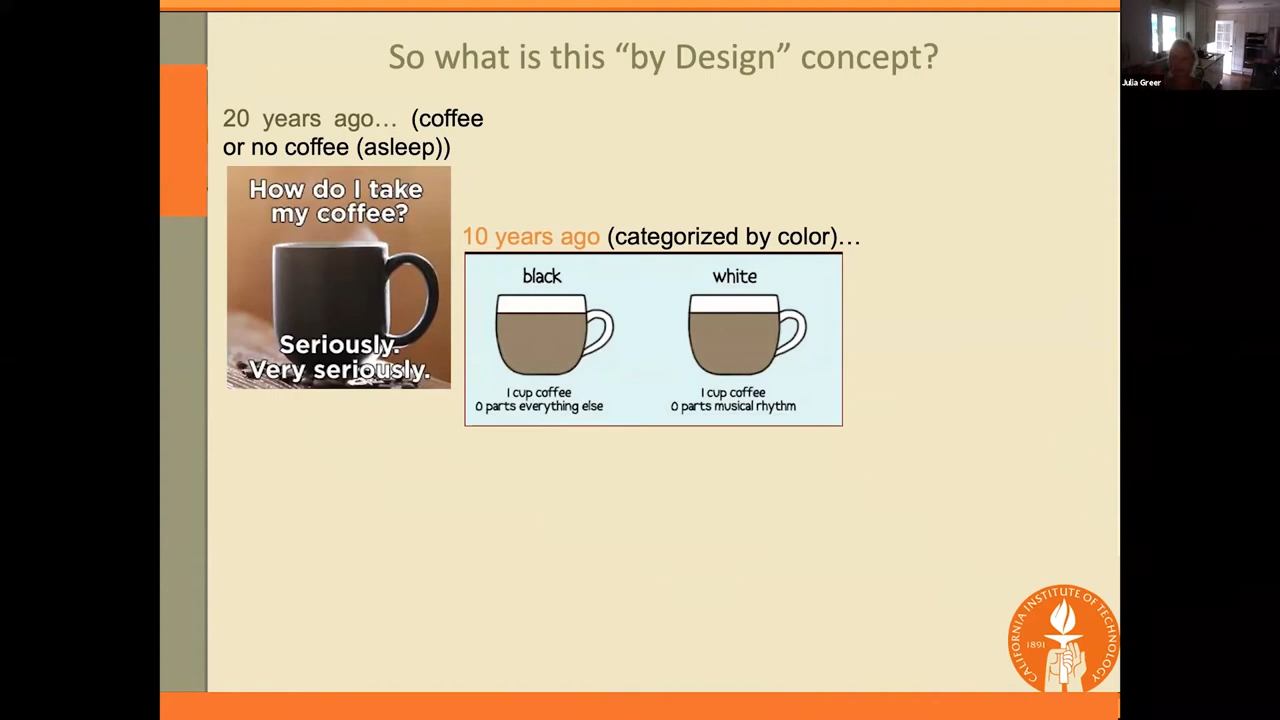 So what is this “by Design” concept?
Julia Greer
20 years ago… (coffee
or no coffee (asleep))
How do I take
my coffee?
Seriously.
Very seriously.
10 years ago (categorized by color)…
black
white
1 cup coffee
0 parts everything else
1 cup coffee
0 parts musical rhythm
CALIFORNIA INSTITUTE OF TECHNOLOGY
1891